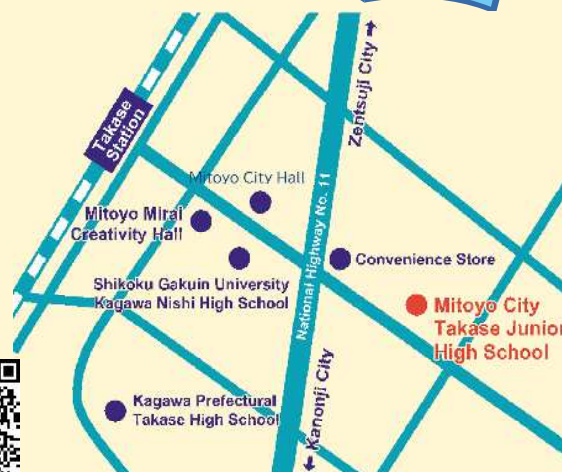 Zentsuji City →
Takase
Station
Mitoyo City Hall
Mitoyo Mirai
Creativity Hall
National Highway No. 11
Convenience Store
Shikoku Gakuin University
Kagawa Nishi High School
Mitoyo City
Takase Junior
High School
← Kanonji City
Kagawa Prefectural
Takase High School